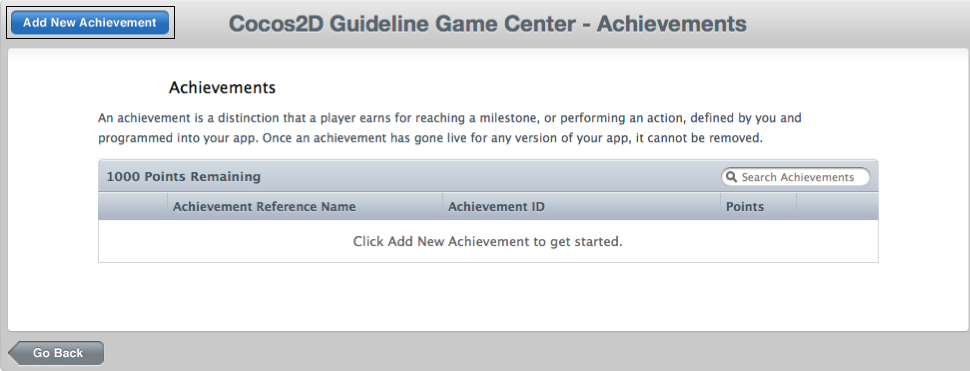 Add New Achievement
Cocos2D Guideline Game Center - Achievements
Achievements
An achievement is a distinction that a player earns for reaching a milestone, or performing an action, defined by you and
programmed into your app. Once an achievement has gone live for any version of your app, it cannot be removed.
1000 Points Remaining
Search Achievements
Achievement Reference Name
Achievement ID
Points
Click Add New Achievement to get started.
Go Back